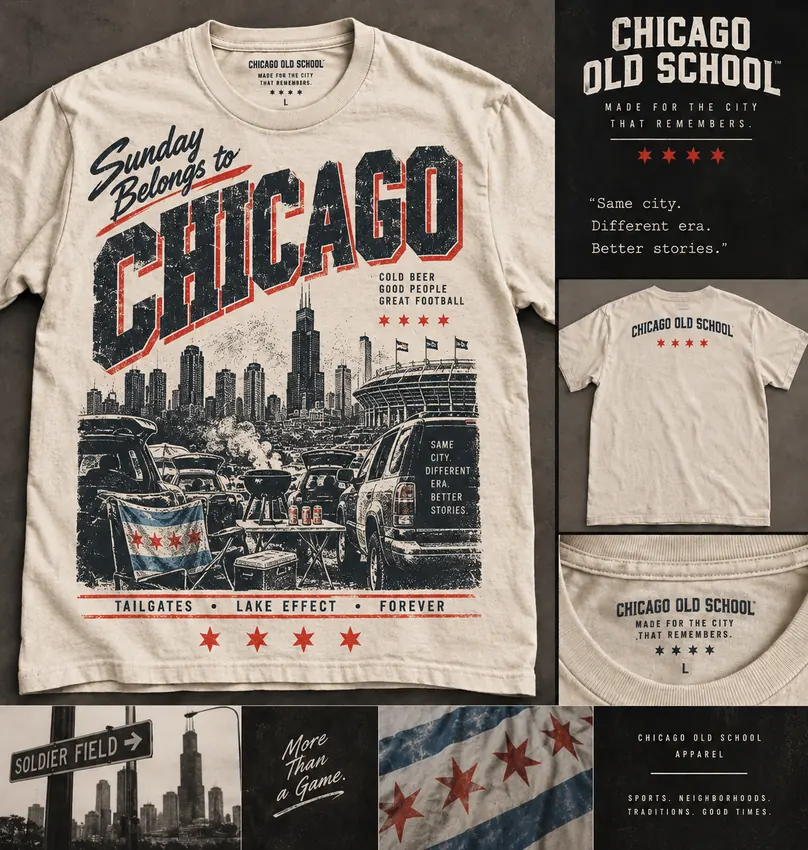 CHICAGO OLD SCHOOL
MADE FOR THE CITY
THAT REMEMBERS.
L
Sunday
Belongs to
CHICAGO
COLD BEER
GOOD PEOPLE
GREAT FOOTBALL
SAME
CITY.
DIFFERENT
ERA.
BETTER
STORIES.
TAILGATES • LAKE EFFECT • FOREVER
CHICAGO
OLD SCHOOL™
MADE FOR THE CITY
THAT REMEMBERS.
“Same city.
Different era.
Better stories.”
CHICAGO OLD SCHOOL
CHICAGO OLD SCHOOL
MADE FOR THE CITY
THAT REMEMBERS.
L
SOLDIER FIELD →
More
Than
a Game.
CHICAGO OLD SCHOOL
APPAREL
SPORTS. NEIGHBORHOODS.
TRADITIONS. GOOD TIMES.